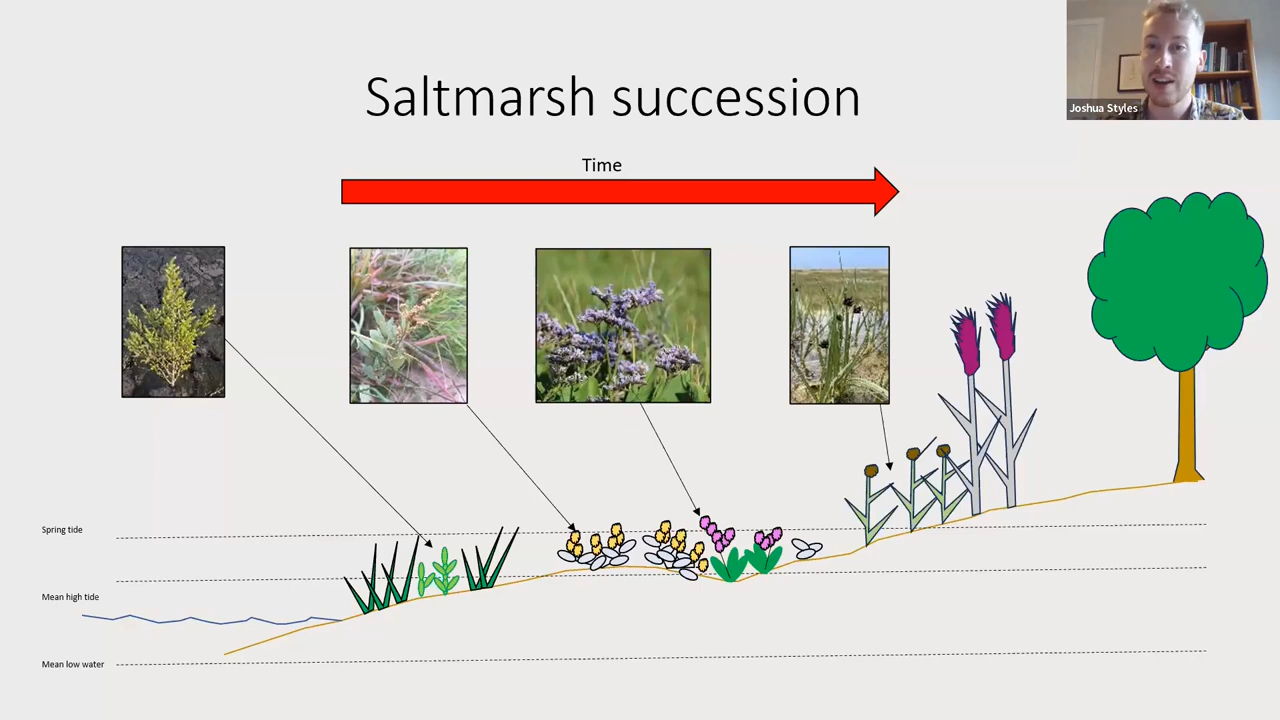 Joshua Styles
Saltmarsh succession
Time
Spring tide
Mean high tide
Mean low water